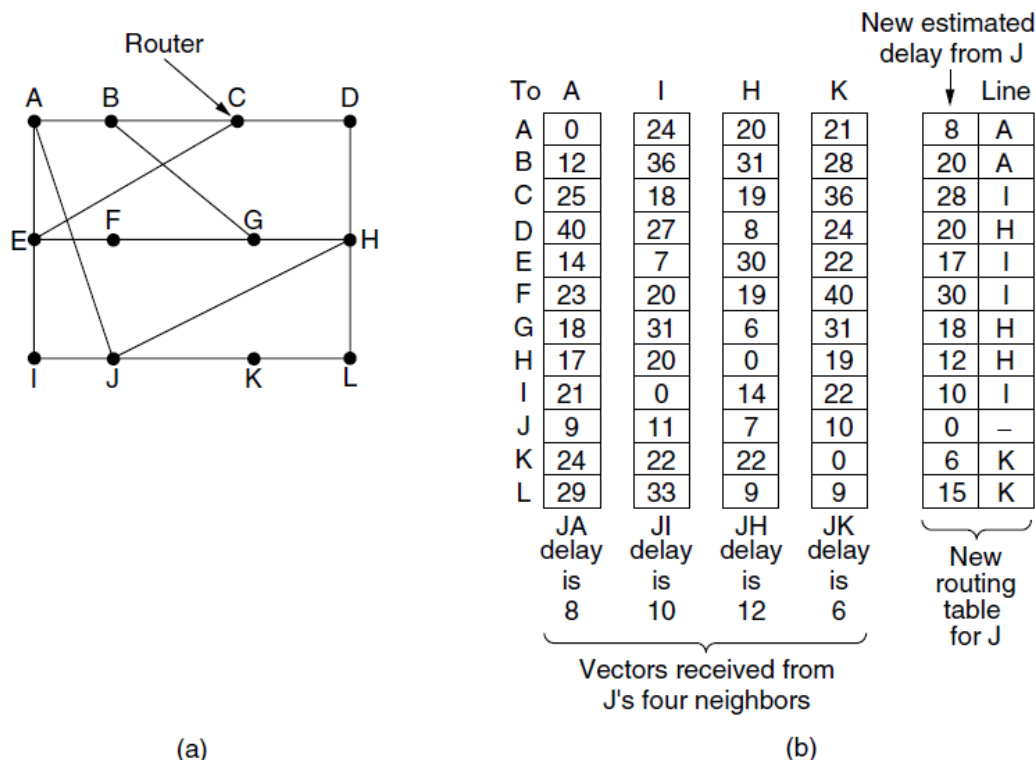 Router
A B C D
E F G H
I J K L
(a)
New estimated
delay from J
To A I H K Line
A 0 24 20 21 8 A
B 12 36 31 28 20 A
C 25 18 19 36 28 I
D 40 27 8 24 20 H
E 14 7 30 22 17 I
F 23 20 19 40 30 I
G 18 31 6 31 18 H
H 17 20 0 19 12 H
I 21 0 14 22 10 I
J 9 11 7 10 0 –
K 24 22 22 0 6 K
L 29 33 9 9 15 K
JA JI JH JK
delay delay delay delay
is is is is
8 10 12 6
New
routing
table
for J
Vectors received from
J's four neighbors
(b)